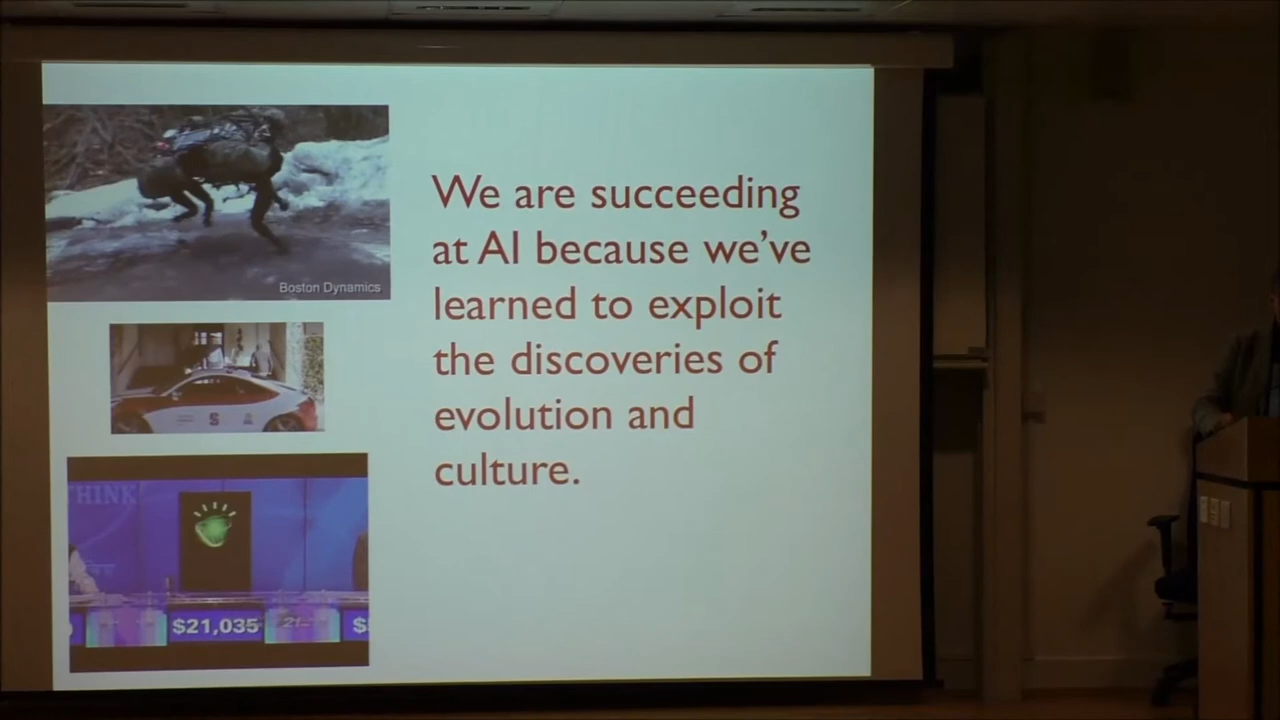 Boston Dynamics
S
THINK
$21,035
We are succeeding
at AI because we've
learned to exploit
the discoveries of
evolution and
culture.